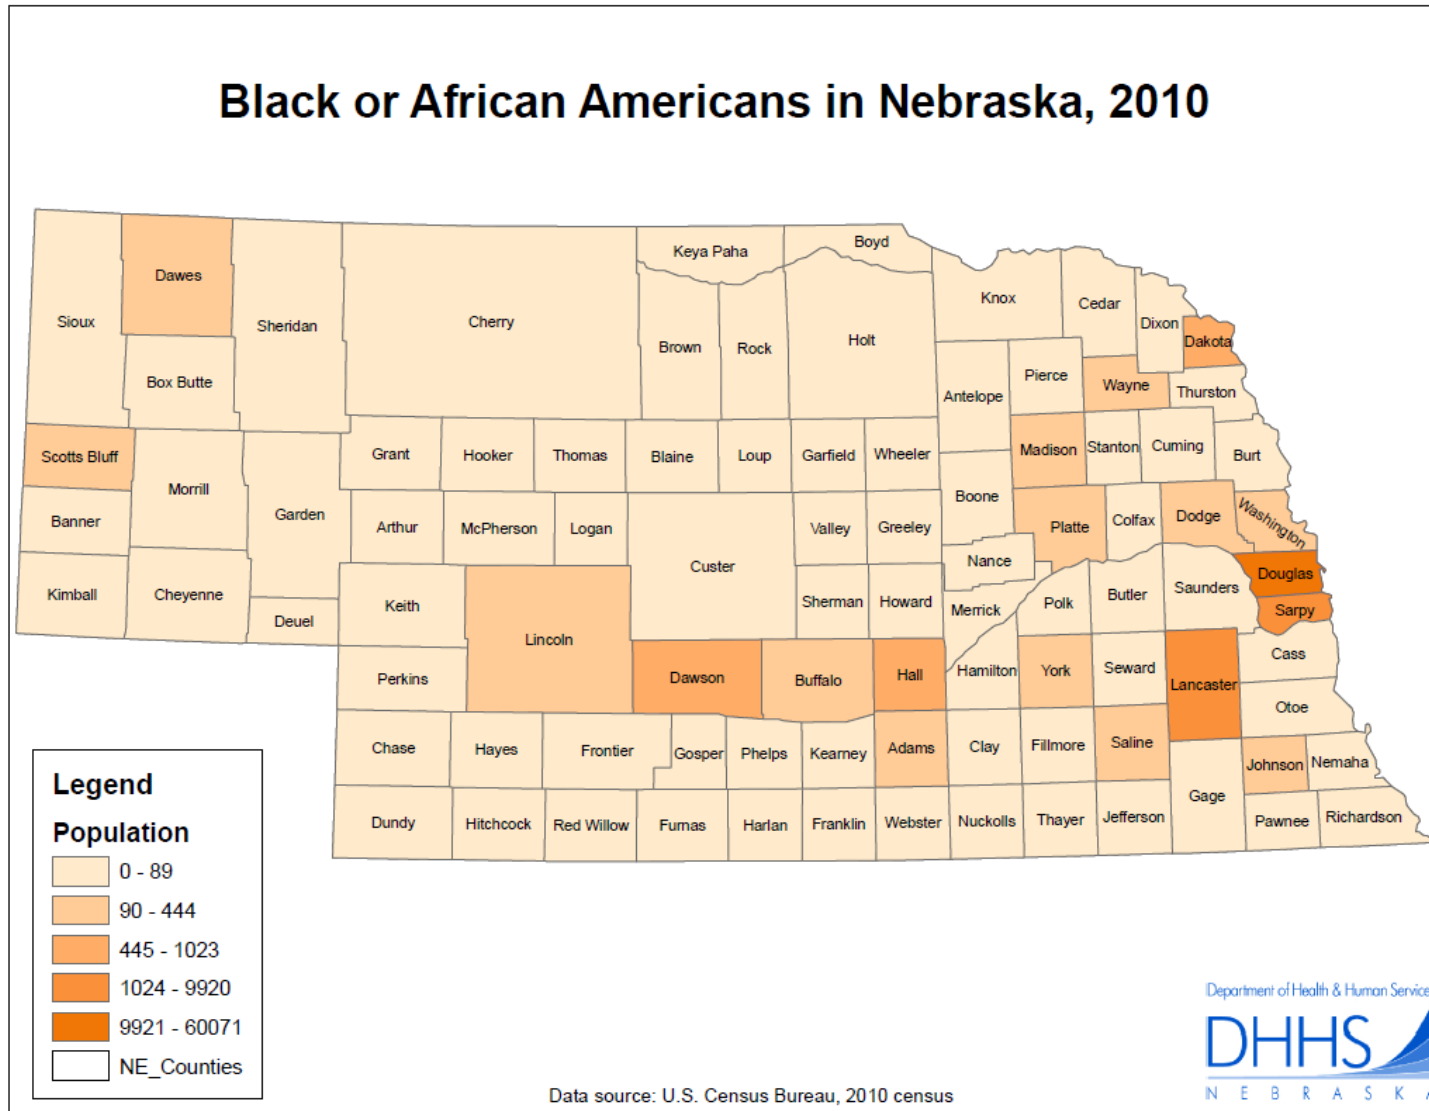 Black or African Americans in Nebraska, 2010
Keya Paha
Boyd
Dawes
Sioux
Sheridan
Cherry
Knox
Cedar
Dixon
Dakota
Brown
Rock
Holt
Box Butte
Pierce
Wayne
Thurston
Antelope
Scotts Bluff
Grant
Hooker
Thomas
Blaine
Loup
Garfield
Wheeler
Madison
Stanton
Cuming
Burt
Morrill
Boone
Banner
Garden
Arthur
McPherson
Logan
Valley
Greeley
Platte
Colfax
Dodge
Washington
Custer
Nance
Douglas
Kimball
Cheyenne
Keith
Sherman
Howard
Merrick
Polk
Butler
Saunders
Sarpy
Deuel
Lincoln
Cass
Perkins
Dawson
Buffalo
Hall
Hamilton
York
Seward
Lancaster
Otoe
Chase
Hayes
Frontier
Gosper
Phelps
Kearney
Adams
Clay
Fillmore
Saline
Johnson
Nemaha
Gage
Dundy
Hitchcock
Red Willow
Furnas
Harlan
Franklin
Webster
Nuckolls
Thayer
Jefferson
Pawnee
Richardson
Legend
Population
0 - 89
90 - 444
445 - 1023
1024 - 9920
9921 - 60071
NE_Counties
Data source: U.S. Census Bureau, 2010 census
Department of Health & Human Service
DHHS
N E B R A S K A